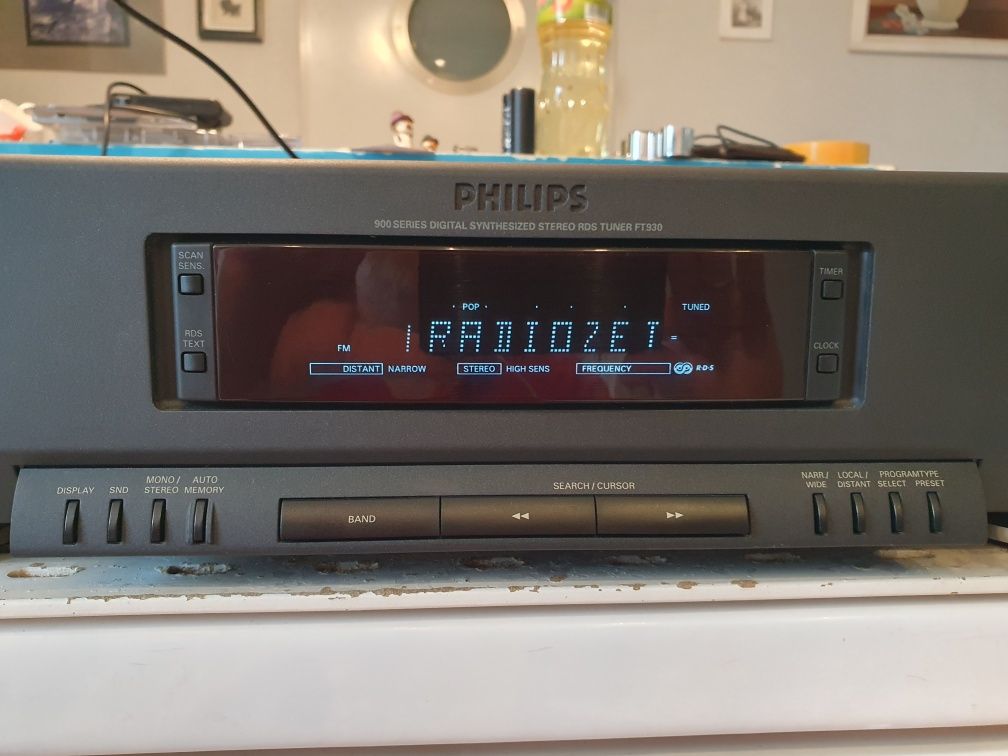 PHILIPS
900 SERIES DIGITAL SYNTHESIZED STEREO RDS TUNER FT930
SCAN
SENS.
RDS
TEXT
POP
TUNED
FM
RADIOZET
DISTANT NARROW STEREO HIGH SENS FREQUENCY R·D·S
TIMER
CLOCK
DISPLAY
SND
MONO /
STEREO
AUTO
MEMORY
SEARCH / CURSOR
BAND
NARR /
WIDE
LOCAL /
DISTANT
PROGRAMTYPE
SELECT PRESET